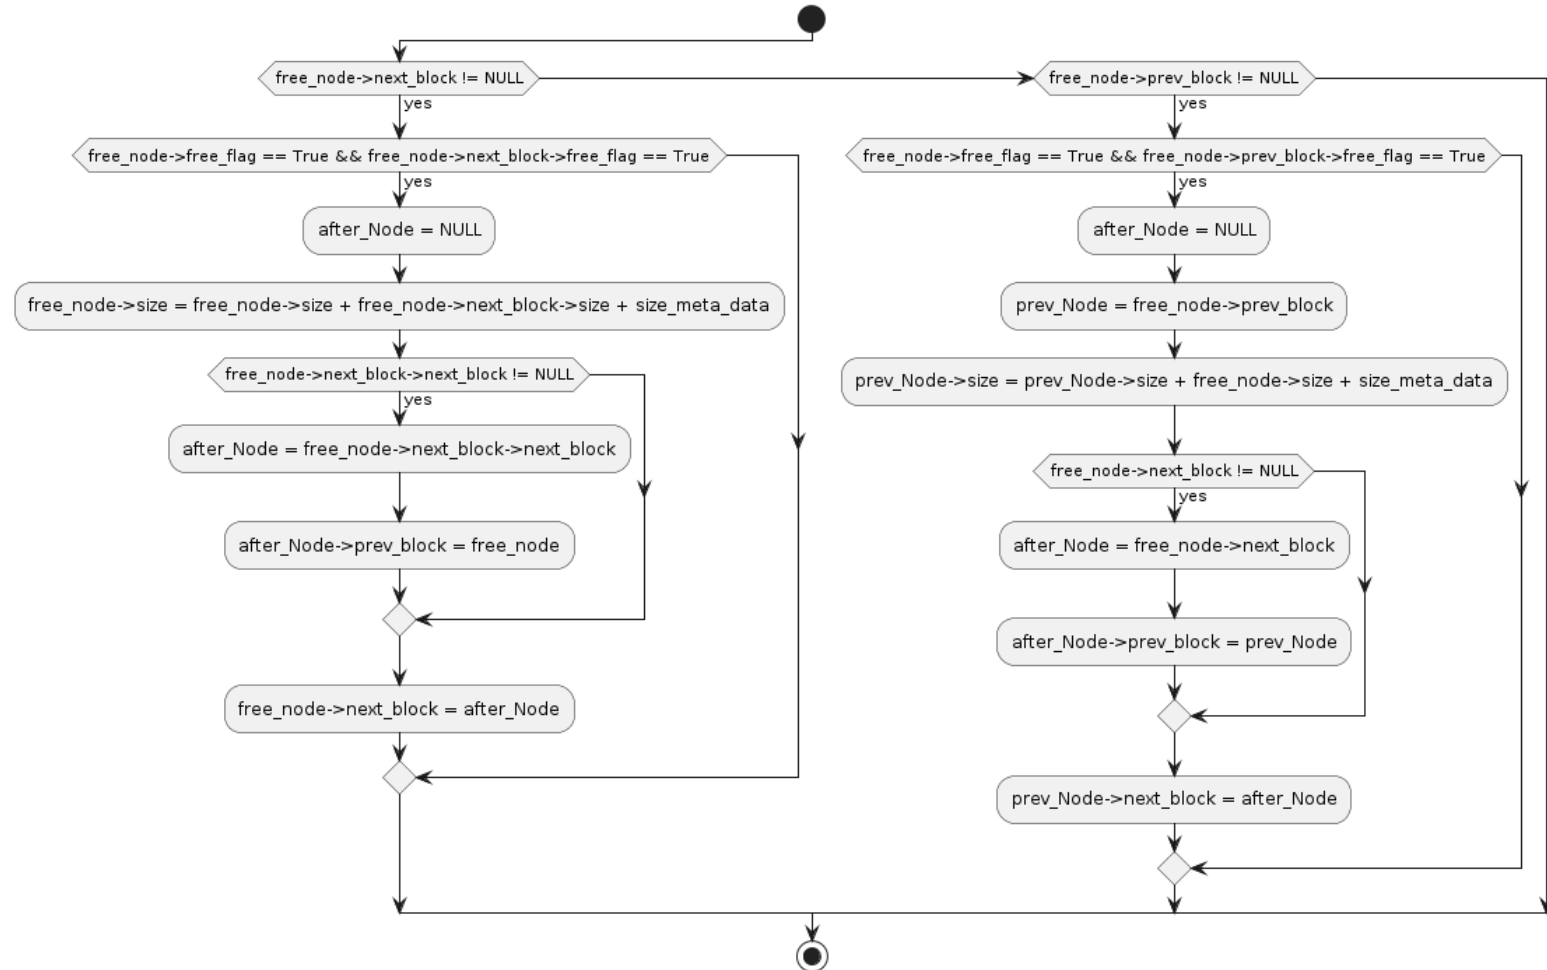 free_node->next_block != NULL
yes
free_node->free_flag == True && free_node->next_block->free_flag == True
yes
after_Node = NULL
free_node->size = free_node->size + free_node->next_block->size + size_meta_data
free_node->next_block->next_block != NULL
yes
after_Node = free_node->next_block->next_block
after_Node->prev_block = free_node
free_node->next_block = after_Node
free_node->prev_block != NULL
yes
free_node->free_flag == True && free_node->prev_block->free_flag == True
yes
after_Node = NULL
prev_Node = free_node->prev_block
prev_Node->size = prev_Node->size + free_node->size + size_meta_data
free_node->next_block != NULL
yes
after_Node = free_node->next_block
after_Node->prev_block = prev_Node
prev_Node->next_block = after_Node